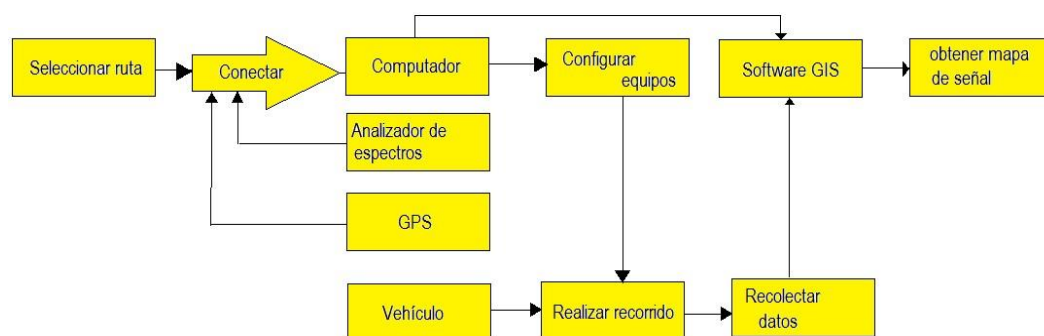 Seleccionar ruta
Conectar
Computador
Configurar
equipos
Software GIS
obtener mapa
de señal
Analizador de
espectros
GPS
Vehículo
Realizar recorrido
Recolectar
datos